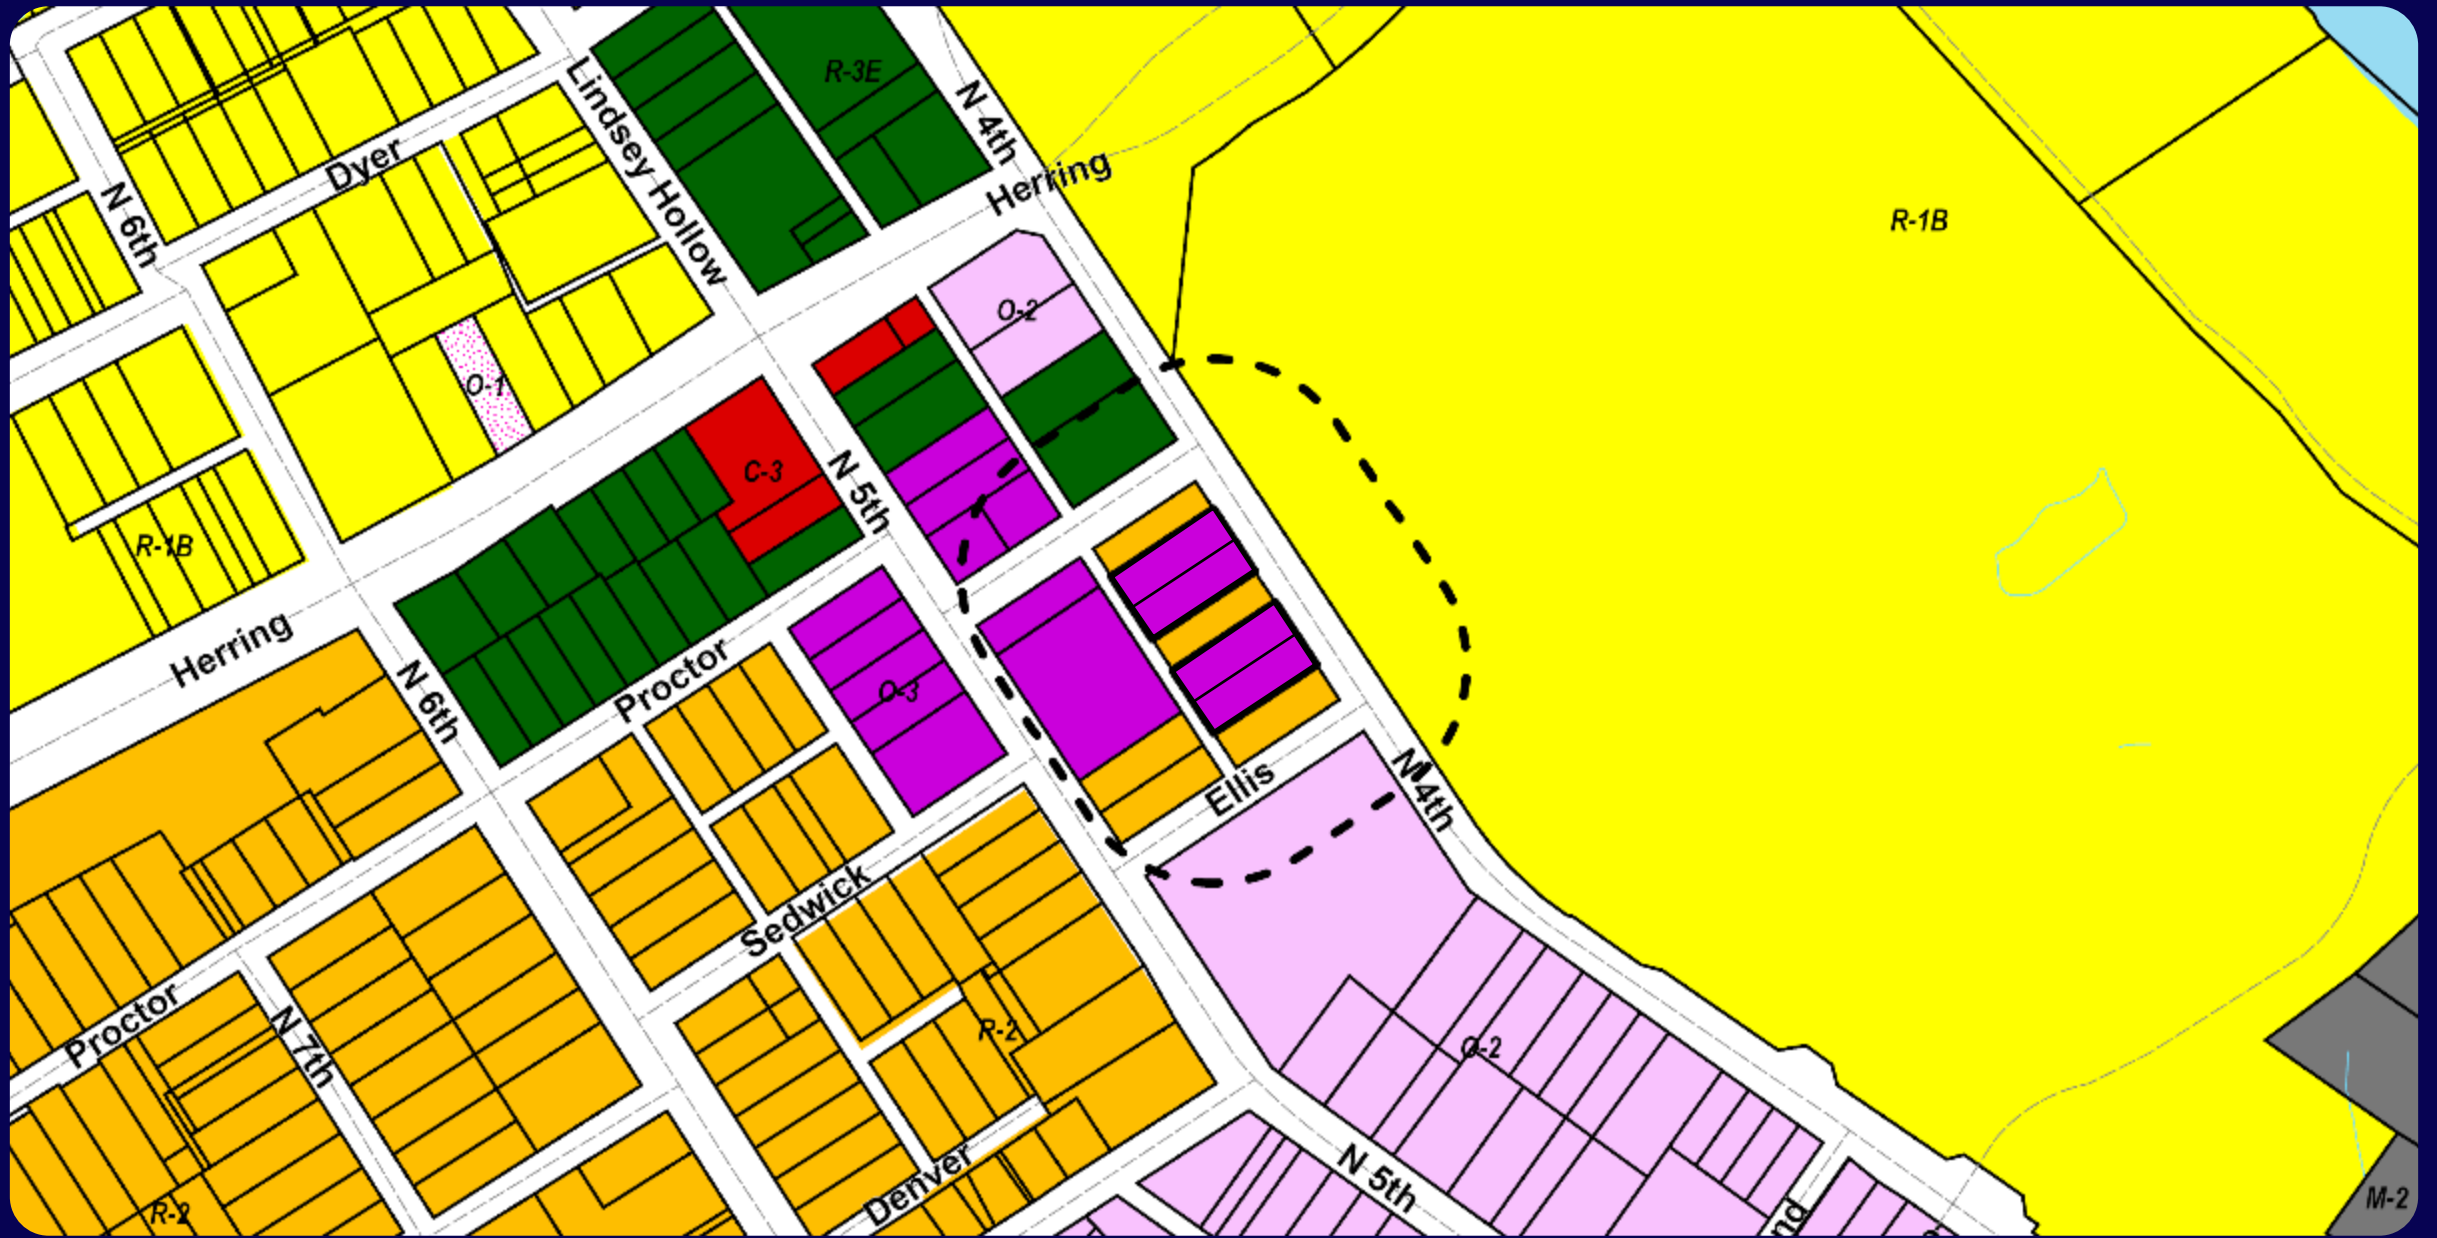 R-3E
Lindsey Hollow
N 4th
Dyer
Herring
N 6th
R-1B
O-2
O-1
C-3
N 5th
R-1B
Herring
N 6th
Proctor
O-3
Ellis
N 4th
Sedwick
Proctor
N 7th
R-2
O-2
Denver
N 5th
R-2
M-2
nd